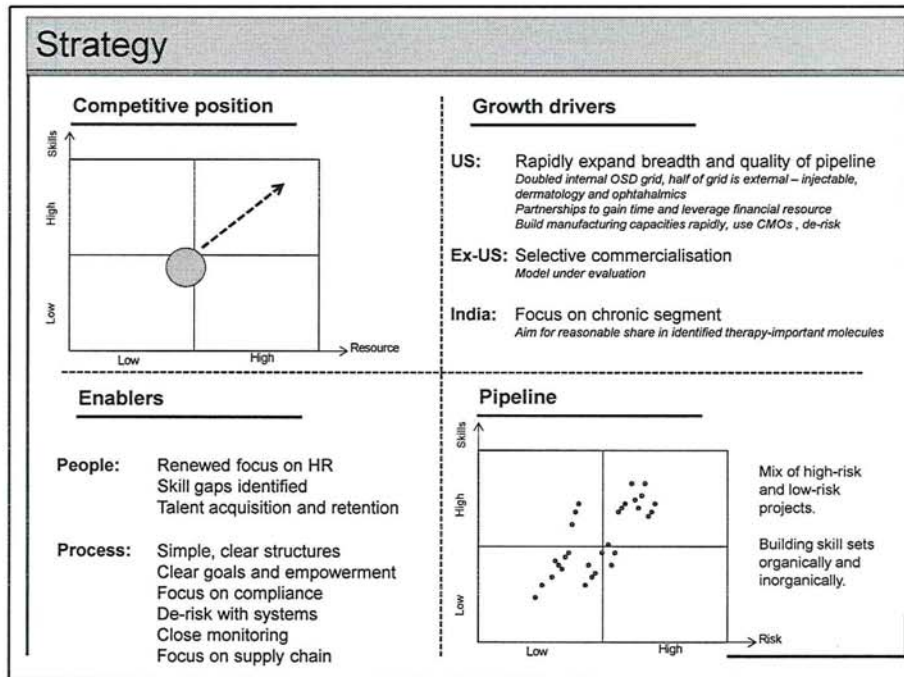 Strategy
Competitive position
Skills
High
Low
Low
High
Resource
Growth drivers
US: Rapidly expand breadth and quality of pipeline
Doubled internal OSD grid, half of grid is external – injectable,
dermatology and ophtahalmics
Partnerships to gain time and leverage financial resource
Build manufacturing capacities rapidly, use CMOs , de-risk
Ex-US: Selective commercialisation
Model under evaluation
India: Focus on chronic segment
Aim for reasonable share in identified therapy-important molecules
Enablers
People: Renewed focus on HR
Skill gaps identified
Talent acquisition and retention
Process: Simple, clear structures
Clear goals and empowerment
Focus on compliance
De-risk with systems
Close monitoring
Focus on supply chain
Pipeline
Skills
High
Low
Low
High
Risk
Mix of high-risk
and low-risk
projects.
Building skill sets
organically and
inorganically.